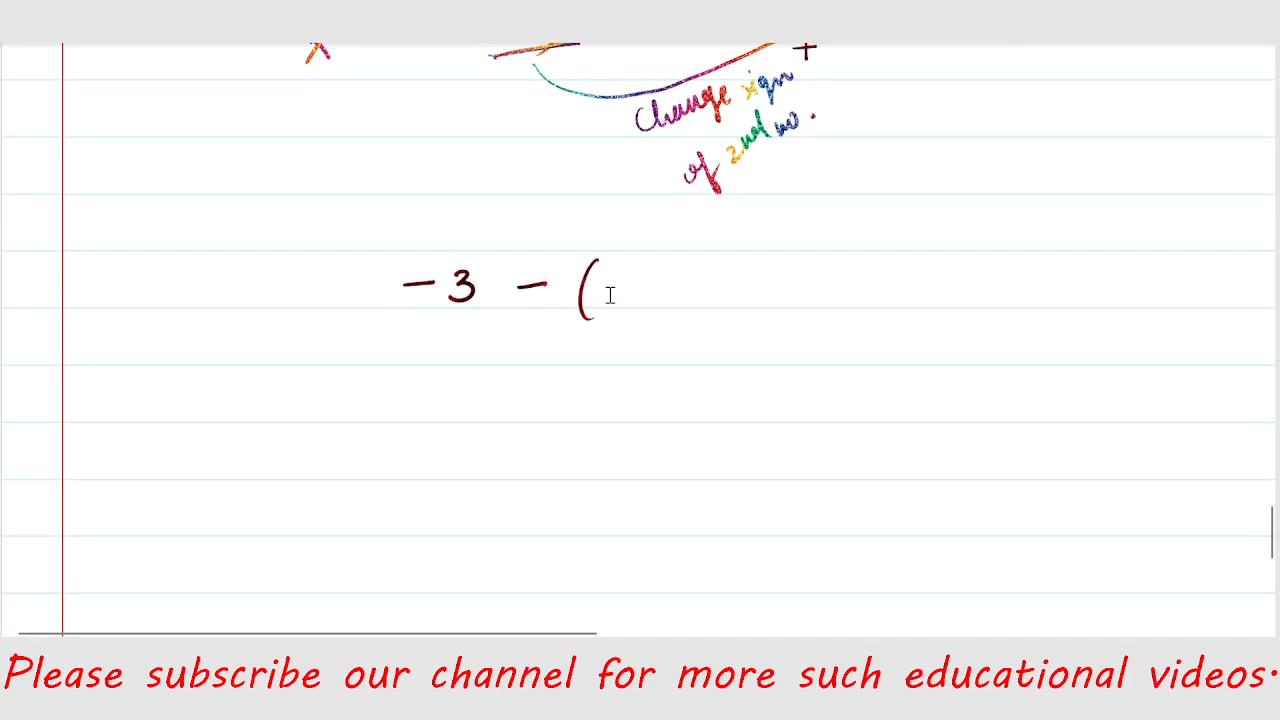 +
Change sign
of 2nd no.
-3 - (
Please subscribe our channel for more such educational videos.